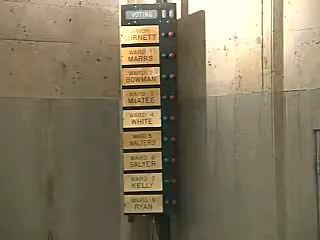 VOTING
MAYOR
CORNETT
WARD 1
MARRS
WARD 2
BOWMAN
WARD 3
McATEE
WARD 4
WHITE
WARD 5
WALTERS
WARD 6
SALYER
WARD 7
KELLY
WARD 8
RYAN